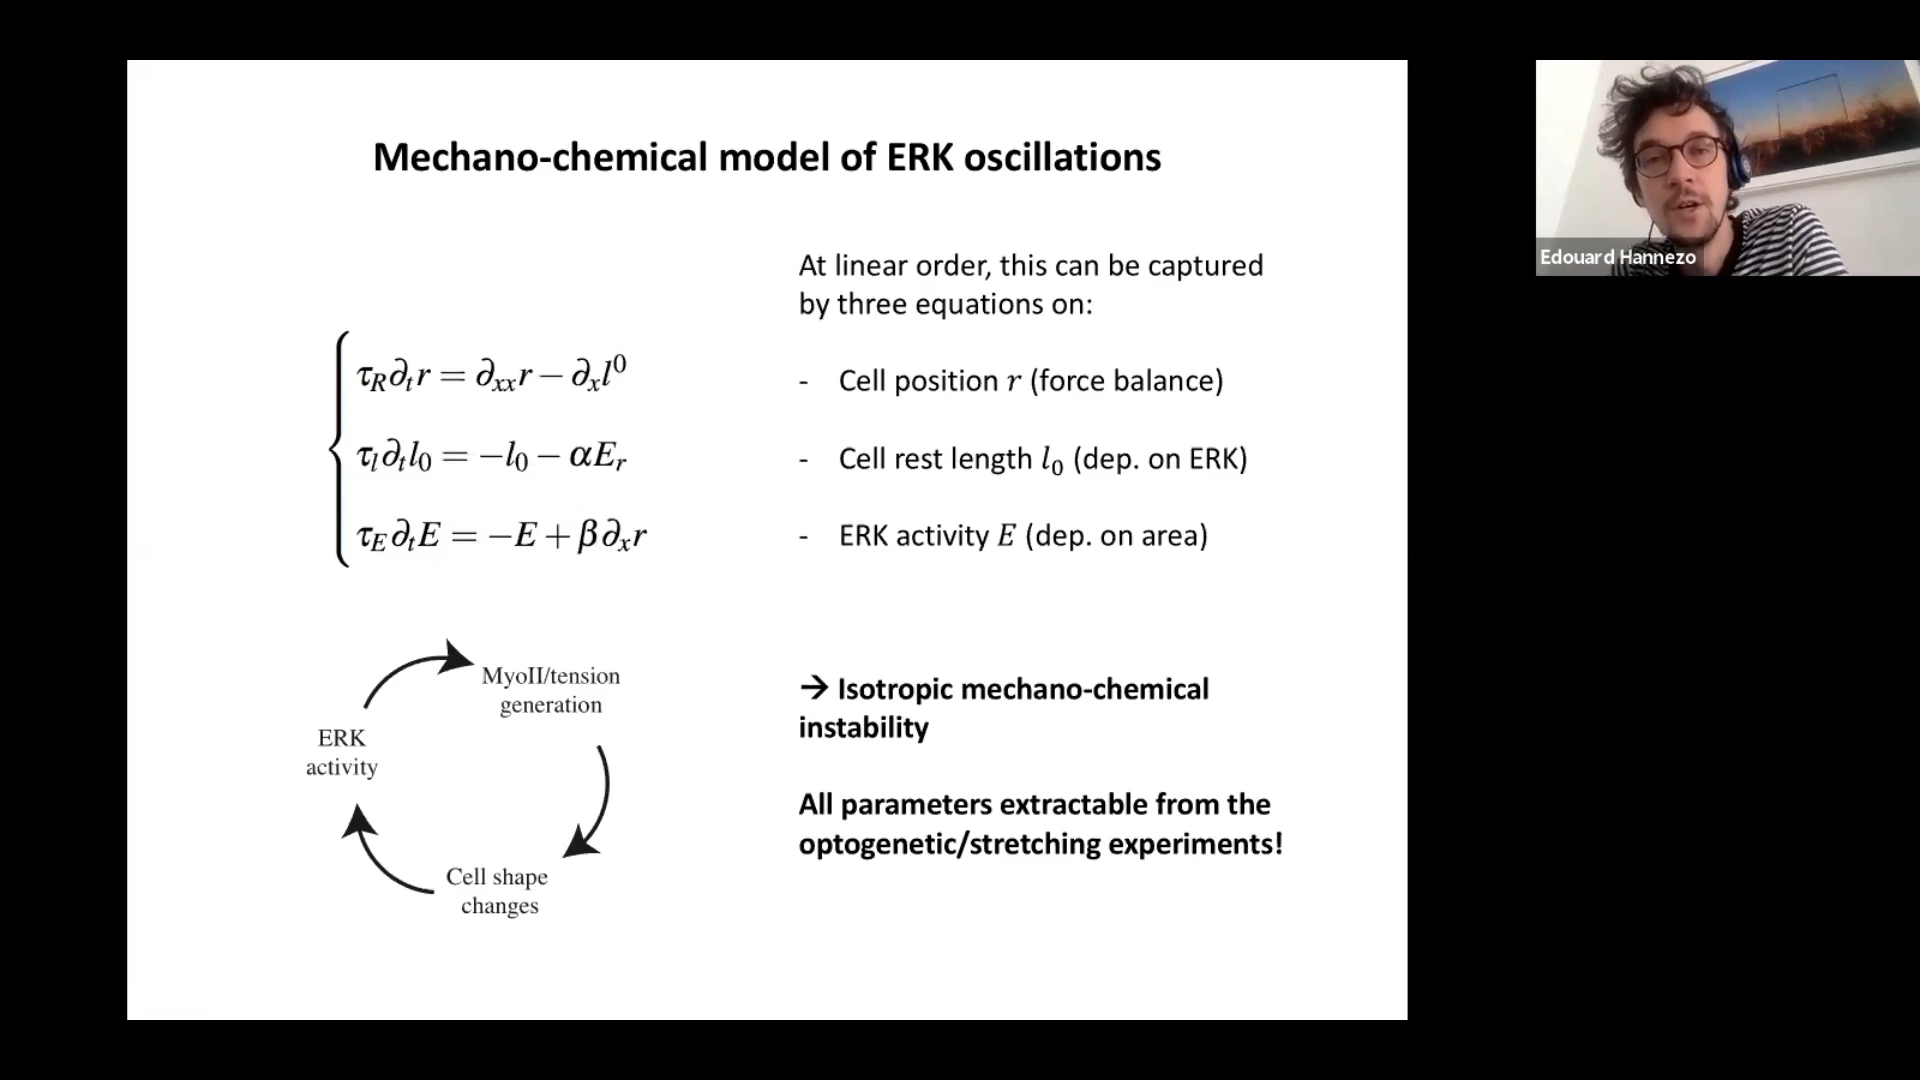 Mechano-chemical model of ERK oscillations
At linear order, this can be captured
by three equations on:
τ_R ∂_t r = ∂_xx r − ∂_x l^0
- Cell position r (force balance)
τ_l ∂_t l_0 = −l_0 − αE_r
- Cell rest length l_0 (dep. on ERK)
τ_E ∂_t E = −E + β∂_x r
- ERK activity E (dep. on area)
MyoII/tension
generation
ERK
activity
Cell shape
changes
→ Isotropic mechano-chemical
instability
All parameters extractable from the
optogenetic/stretching experiments!
Edouard Hannezo